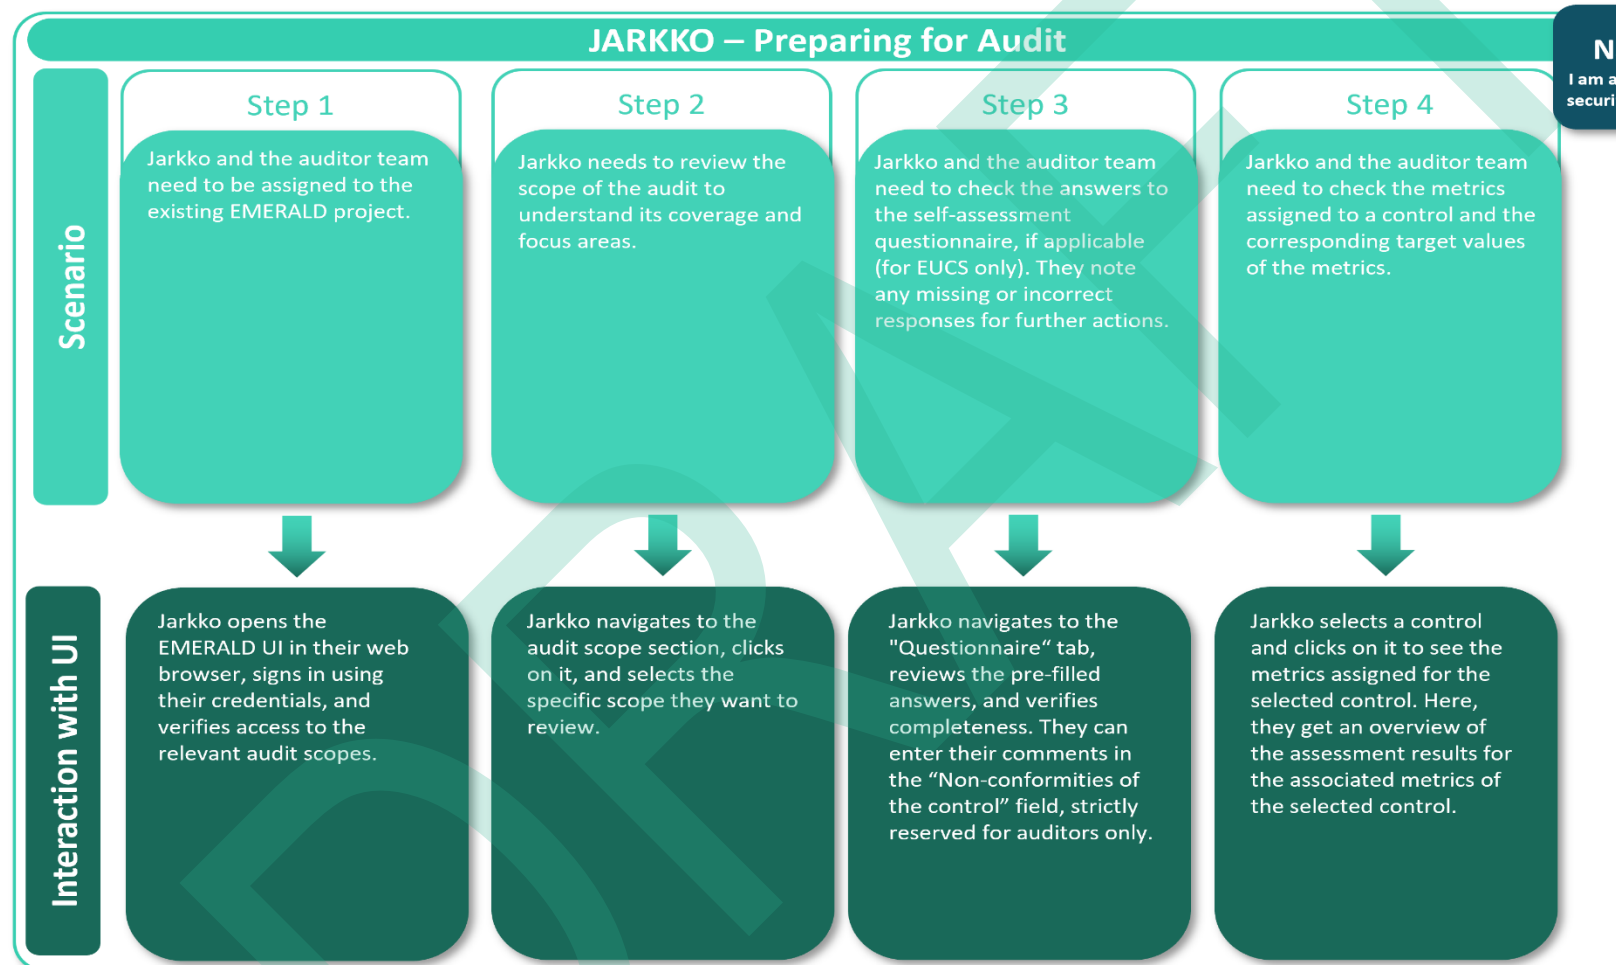 JARKKO – Preparing for Audit
N
I am a
securi
Scenario
Step 1
Jarkko and the auditor team
need to be assigned to the
existing EMERALD project.
Step 2
Jarkko needs to review the
scope of the audit to
understand its coverage and
focus areas.
Step 3
Jarkko and the auditor team
need to check the answers to
the self-assessment
questionnaire, if applicable
(for EUCS only). They note
any missing or incorrect
responses for further actions.
Step 4
Jarkko and the auditor team
need to check the metrics
assigned to a control and the
corresponding target values
of the metrics.
Interaction with UI
Jarkko opens the
EMERALD UI in their web
browser, signs in using
their credentials, and
verifies access to the
relevant audit scopes.
Jarkko navigates to the
audit scope section, clicks
on it, and selects the
specific scope they want to
review.
Jarkko navigates to the
"Questionnaire“ tab,
reviews the pre-filled
answers, and verifies
completeness. They can
enter their comments in
the “Non-conformities of
the control” field, strictly
reserved for auditors only.
Jarkko selects a control
and clicks on it to see the
metrics assigned for the
selected control. Here,
they get an overview of
the assessment results for
the associated metrics of
the selected control.
DRAFT